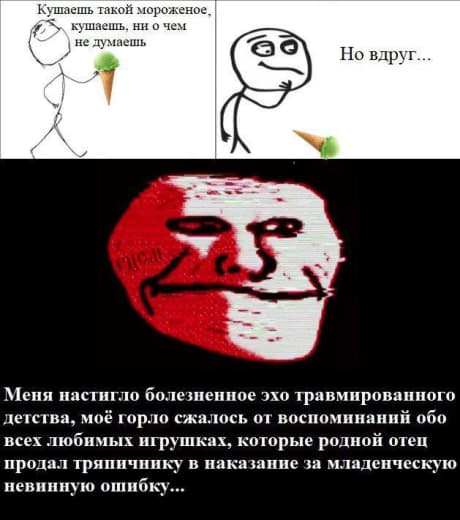 Кушаешь такой мороженое,
кушаешь, ни о чем
не думаешь
Но вдруг...
Меня настигло болезненное эхо травмированного
детства, моё горло сжалось от воспоминаний обо
всех любимых игрушках, которые родной отец
продал тряпичнику в наказание за младенческую
невинную ошибку...